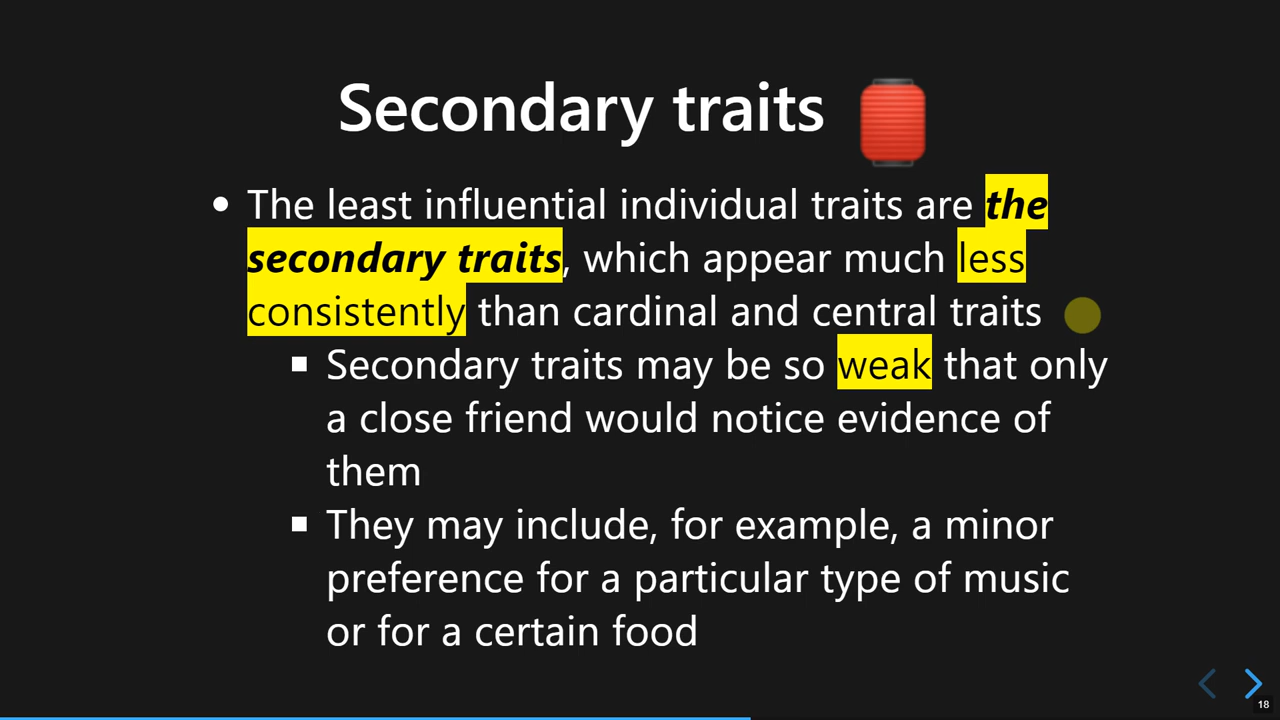 Secondary traits
The least influential individual traits are the
secondary traits, which appear much less
consistently than cardinal and central traits
Secondary traits may be so weak that only
a close friend would notice evidence of
them
They may include, for example, a minor
preference for a particular type of music
or for a certain food
18